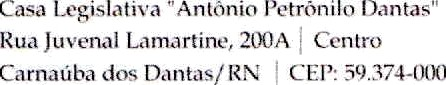 Casa Legislativa "Antônio Petrônilo Dantas"
Rua Juvenal Lamartine, 200A | Centro
Carnaúba dos Dantas/RN | CEP: 59.374-000